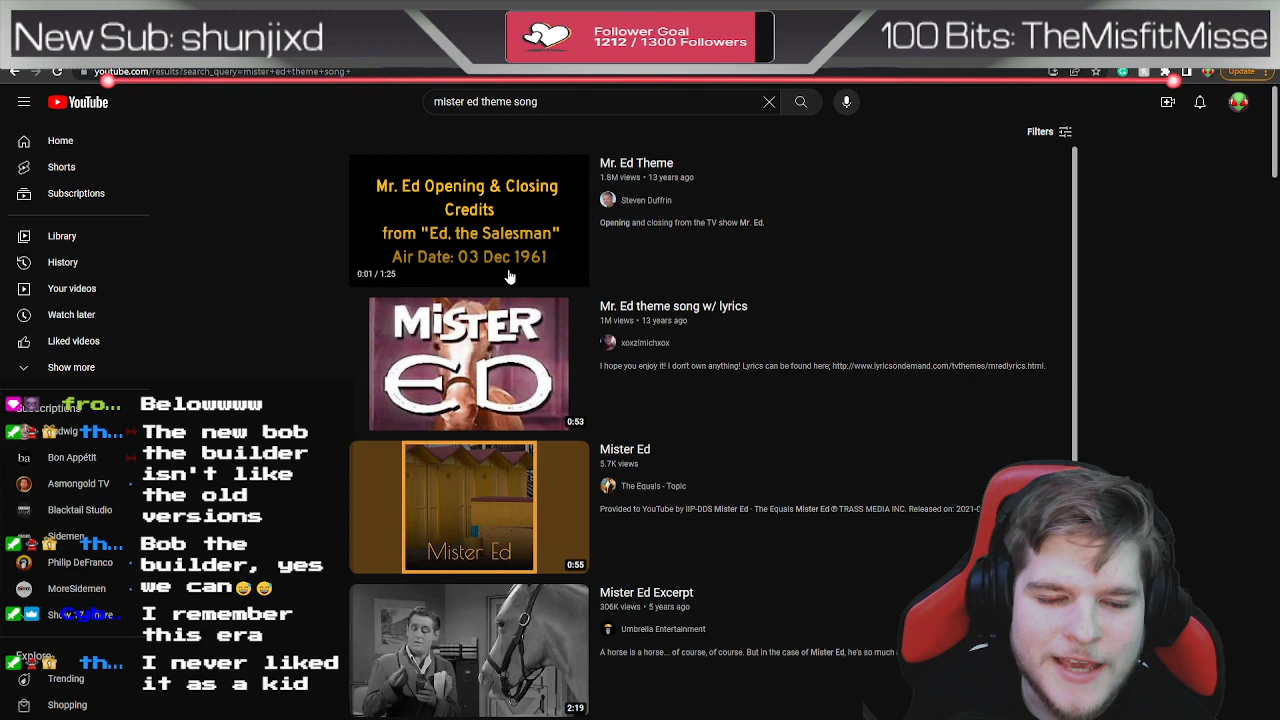 New Sub: shunjixd
Follower Goal
1212 / 1300 Followers
100 Bits: TheMisfitMisse
youtube.com/results?search_query=mister+ed+theme+song+
Update
YouTube
mister ed theme song
Home
Shorts
Subscriptions
Library
History
Your videos
Watch later
Liked videos
Show more
Subscriptions
Bon Appétit
Asmongold TV
Blacktail Studio
Sidemen
Philip DeFranco
MoreSidemen
Explore
Trending
Shopping
fro... Belowwww
th... The new bob
the builder
isn't like
the old
versions
th... Bob the
builder, yes
we can😅😅
I remember
this era
th... I never liked
it as a kid
Filters
Mr. Ed Opening & Closing
Credits
from "Ed, the Salesman"
Air Date: 03 Dec 1961
0:01 / 1:25
Mr. Ed Theme
1.8M views • 13 years ago
Steven Duffrin
Opening and closing from the TV show Mr. Ed.
MISTER
ED
0:53
Mr. Ed theme song w/ lyrics
1M views • 13 years ago
xoxzimichxox
I hope you enjoy it! I don't own anything! Lyrics can be found here; http://www.lyricsondemand.com/tvthemes/mredlyrics.html.
Mister Ed
0:55
Mister Ed
5.7K views
The Equals - Topic
Provided to YouTube by IIP-DDS Mister Ed · The Equals Mister Ed ℗ TRASS MEDIA INC. Released on: 2021-0
2:19
Mister Ed Excerpt
306K views • 5 years ago
Umbrella Entertainment
A horse is a horse... of course, of course. But in the case of Mister Ed, he's so much